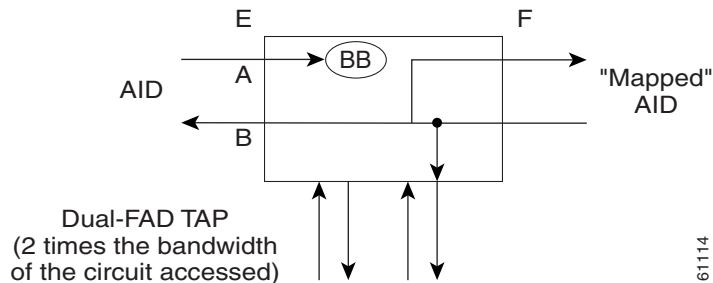 E
F
BB
A
AID
"Mapped"
AID
B
Dual-FAD TAP
(2 times the bandwidth
of the circuit accessed)
61114